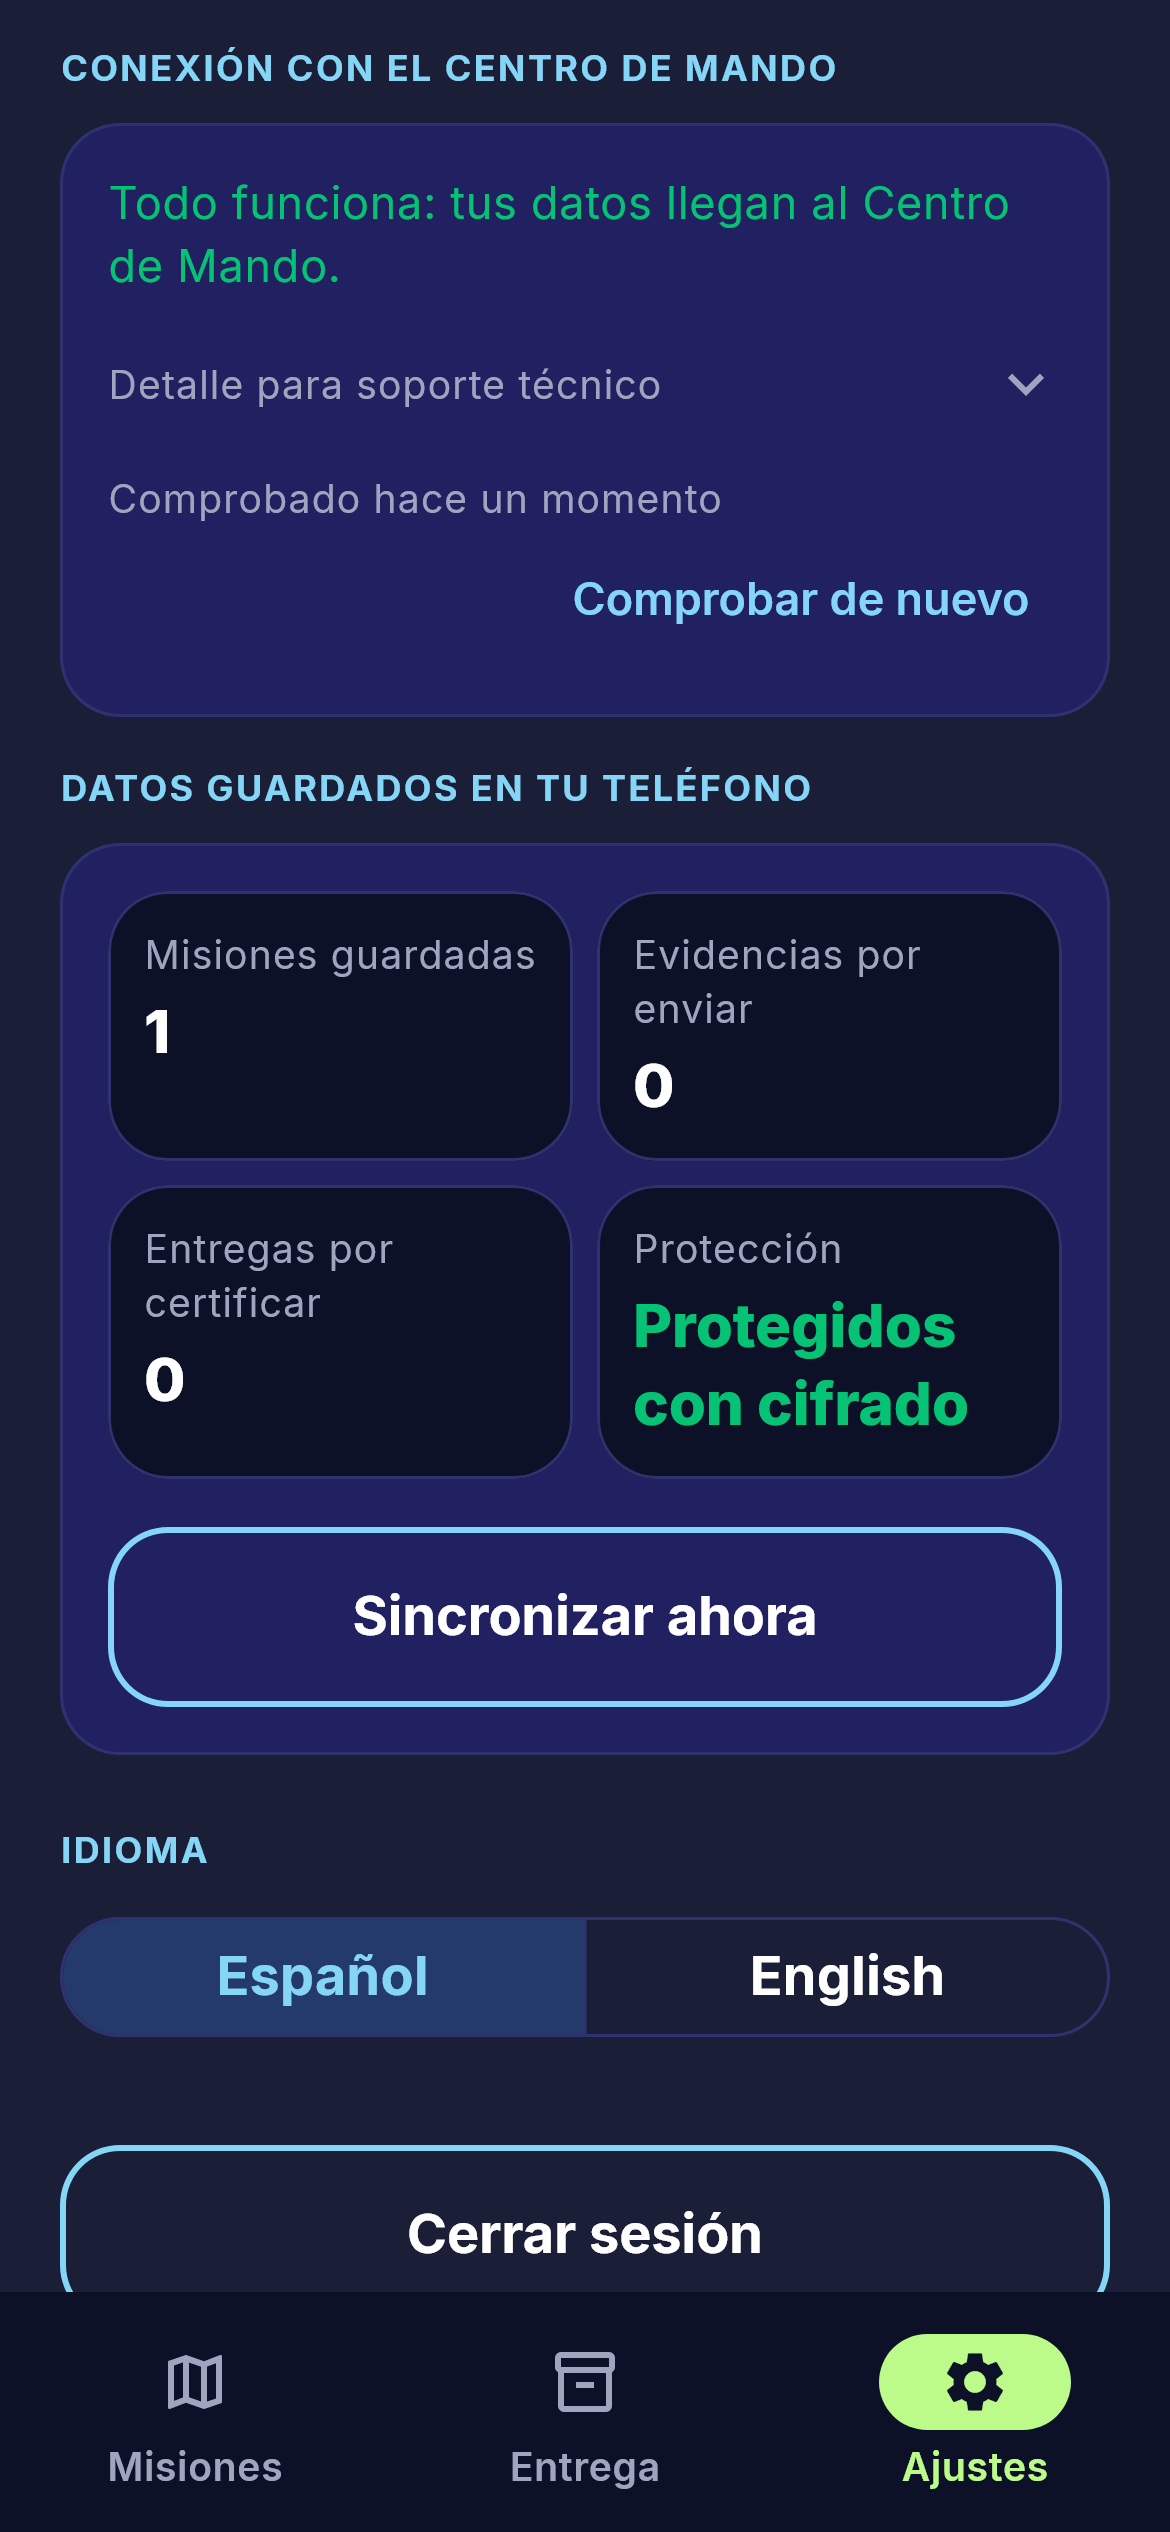 CONEXIÓN CON EL CENTRO DE MANDO
Todo funciona: tus datos llegan al Centro
de Mando.
Detalle para soporte técnico
Comprobado hace un momento
Comprobar de nuevo
DATOS GUARDADOS EN TU TELÉFONO
Misiones guardadas
1
Evidencias por
enviar
0
Entregas por
certificar
0
Protección
Protegidos
con cifrado
Sincronizar ahora
IDIOMA
Español
English
Cerrar sesión
Misiones
Entrega
Ajustes